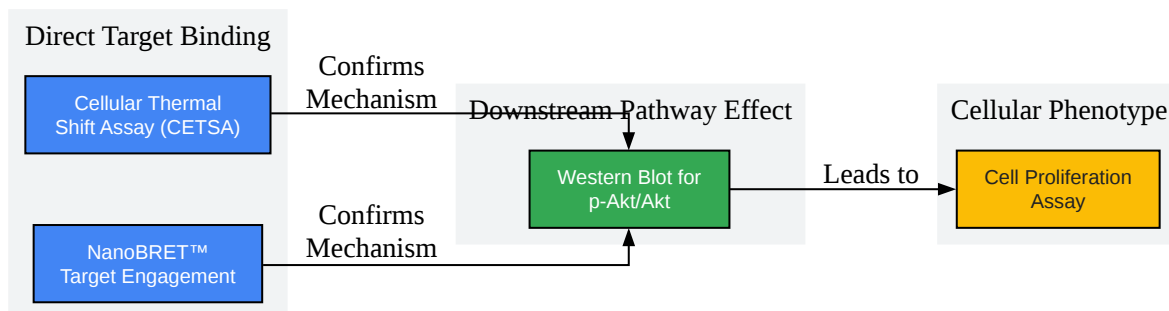 Direct Target Binding
Cellular Thermal
Shift Assay (CETSA)
NanoBRET™
Target Engagement
Confirms
Mechanism
Confirms
Mechanism
Downstream Pathway Effect
Western Blot for
p-Akt/Akt
Leads to
Cellular Phenotype
Cell Proliferation
Assay